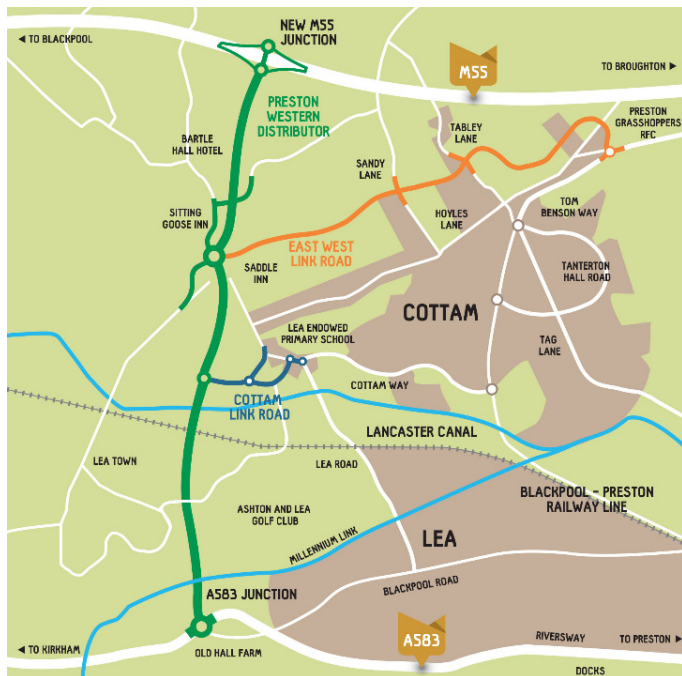 NEW M55
JUNCTION
◄ TO BLACKPOOL
M55
TO BROUGHTON ►
PRESTON
WESTERN
DISTRIBUTOR
PRESTON
GRASSHOPPERS
RFC
TABLEY
LANE
BARTLE
HALL HOTEL
SANDY
LANE
SITTING
GOOSE INN
HOYLES
LANE
TOM
BENSON WAY
EAST WEST
LINK ROAD
SADDLE
INN
TANTERTON
HALL ROAD
COTTAM
LEA ENDOWED
PRIMARY SCHOOL
TAG
LANE
COTTAM WAY
COTTAM
LINK ROAD
LANCASTER CANAL
LEA TOWN
LEA ROAD
BLACKPOOL - PRESTON
RAILWAY LINE
ASHTON AND LEA
GOLF CLUB
MILLENNIUM LINK
LEA
BLACKPOOL ROAD
A583 JUNCTION
A583
RIVERSWAY
TO PRESTON ►
◄ TO KIRKHAM
OLD HALL FARM
DOCKS